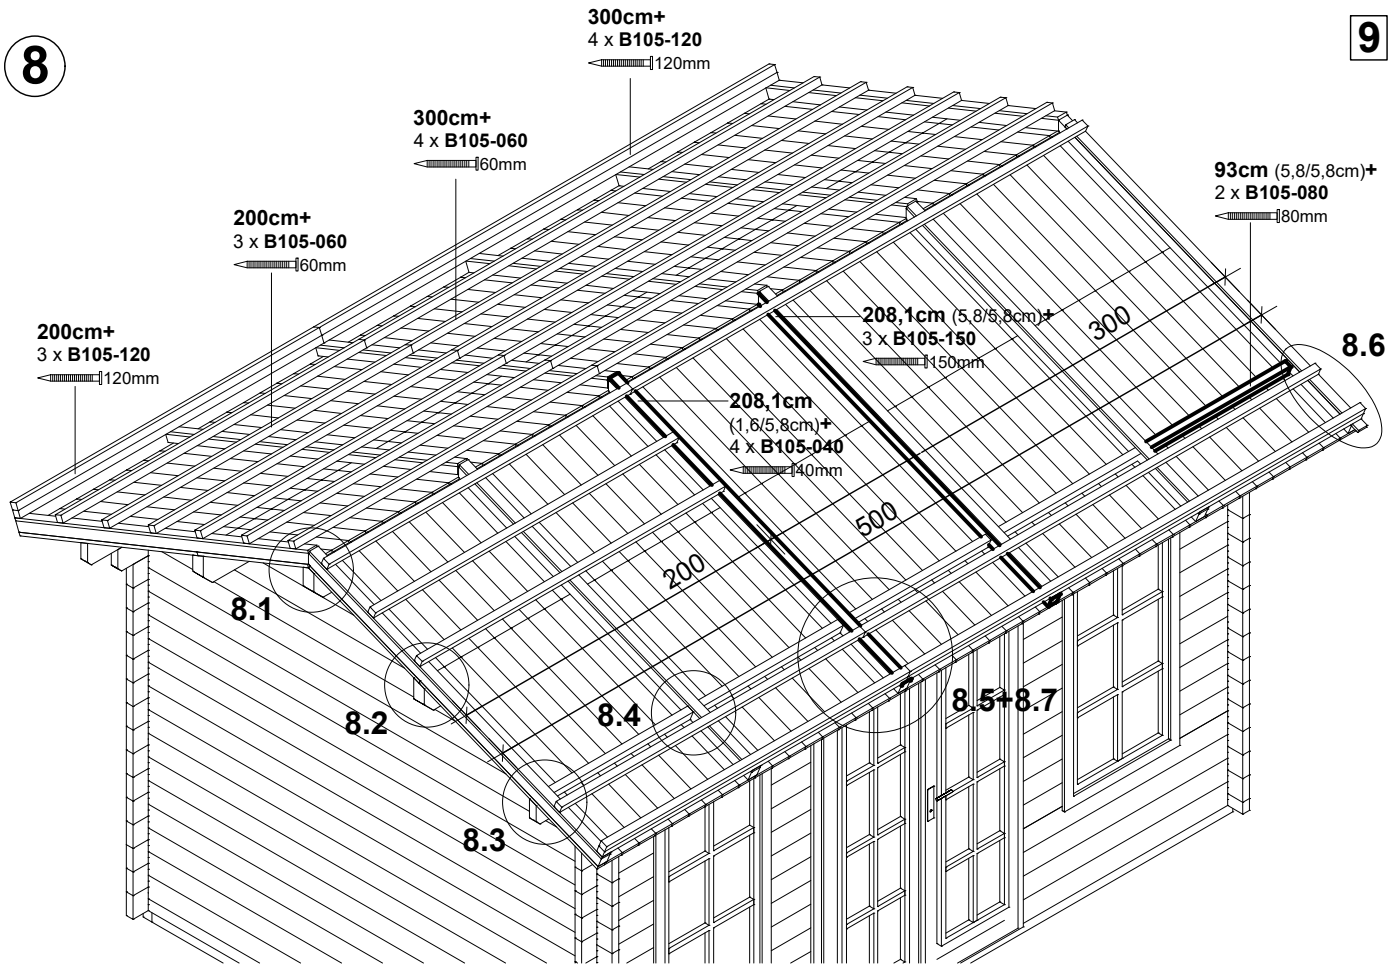 8
9
300cm+
4 x B105-120
120mm
300cm+
4 x B105-060
60mm
93cm (5,8/5,8cm)+
2 x B105-080
80mm
200cm+
3 x B105-060
60mm
200cm+
3 x B105-120
120mm
208,1cm (5,8/5,8cm)+
3 x B105-150
150mm
300
8.6
208,1cm
(1,6/5,8cm)+
4 x B105-040
40mm
500
200
8.1
8.2
8.4
8.5+8.7
8.3